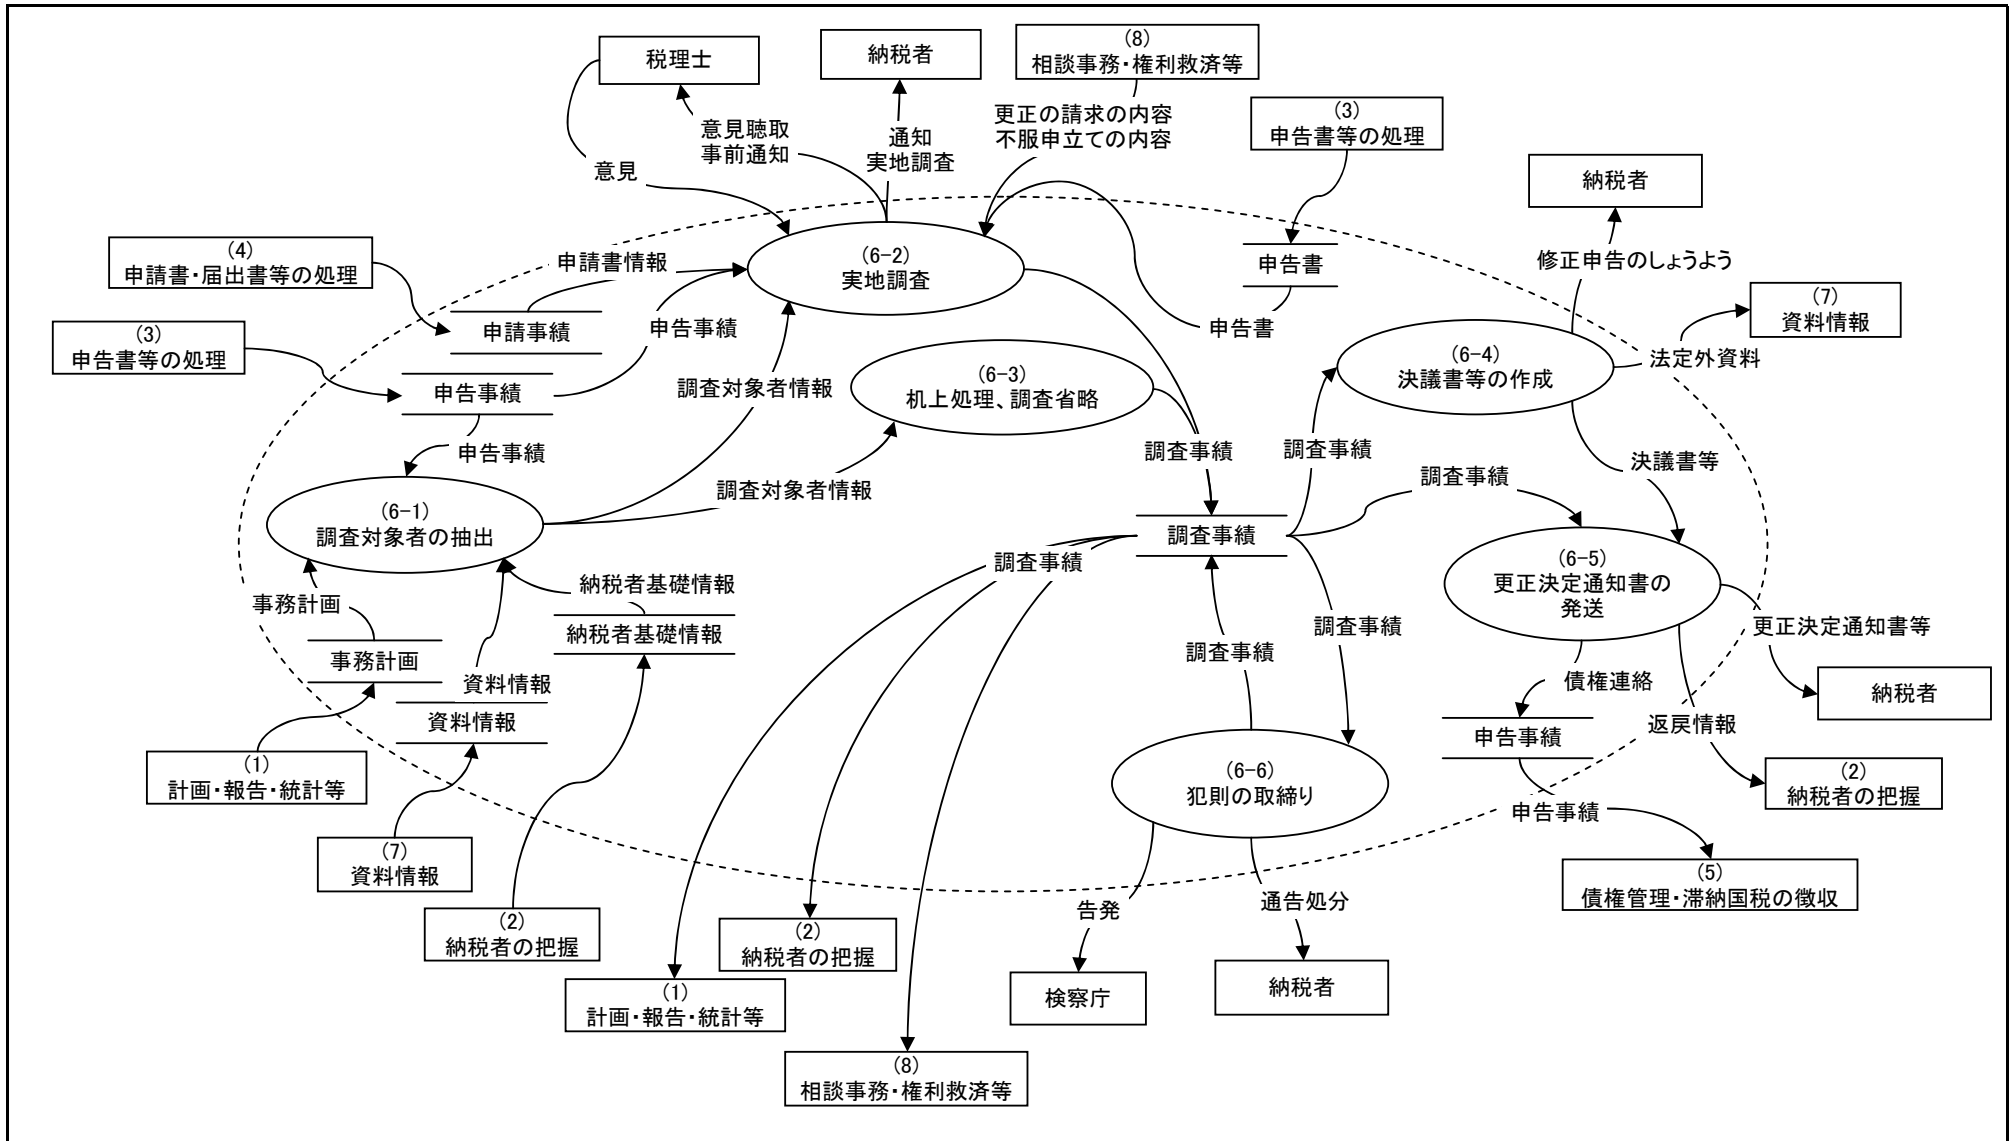 税理士
納税者
(8)
相談事務・権利救済等
(3)
申告書等の処理
納税者
意見聴取
事前通知
意見
通知
実地調査
更正の請求の内容
不服申立ての内容
(4)
申請書・届出書等の処理
申請書情報
(6-2)
実地調査
申告書
修正申告のしょうよう
(7)
資料情報
(3)
申告書等の処理
申請事績
申告事績
申告書
法定外資料
申告事績
調査対象者情報
(6-3)
机上処理、調査省略
(6-4)
決議書等の作成
申告事績
調査対象者情報
調査事績
調査事績
調査事績
決議書等
(6-1)
調査対象者の抽出
調査事績
調査事績
(6-5)
更正決定通知書の
発送
事務計画
納税者基礎情報
納税者基礎情報
事務計画
資料情報
資料情報
調査事績
調査事績
更正決定通知書等
債権連絡
納税者
申告事績
返戻情報
(1)
計画・報告・統計等
(6-6)
犯則の取締り
(2)
納税者の把握
申告事績
(7)
資料情報
(5)
債権管理・滞納国税の徴収
告発
通告処分
(2)
納税者の把握
(2)
納税者の把握
検察庁
納税者
(1)
計画・報告・統計等
(8)
相談事務・権利救済等